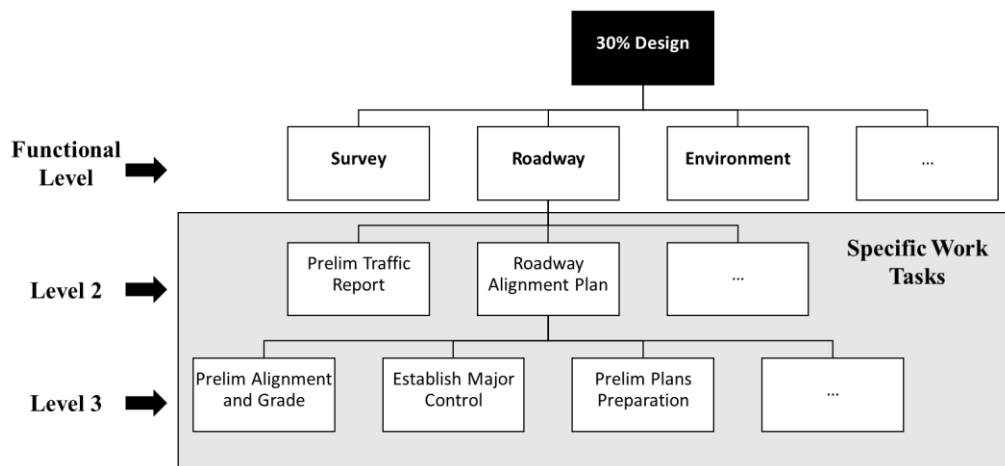 30% Design
Functional
Level
Survey
Roadway
Environment
...
Specific Work
Tasks
Level 2
Prelim Traffic
Report
Roadway
Alignment Plan
...
Level 3
Prelim Alignment
and Grade
Establish Major
Control
Prelim Plans
Preparation
...